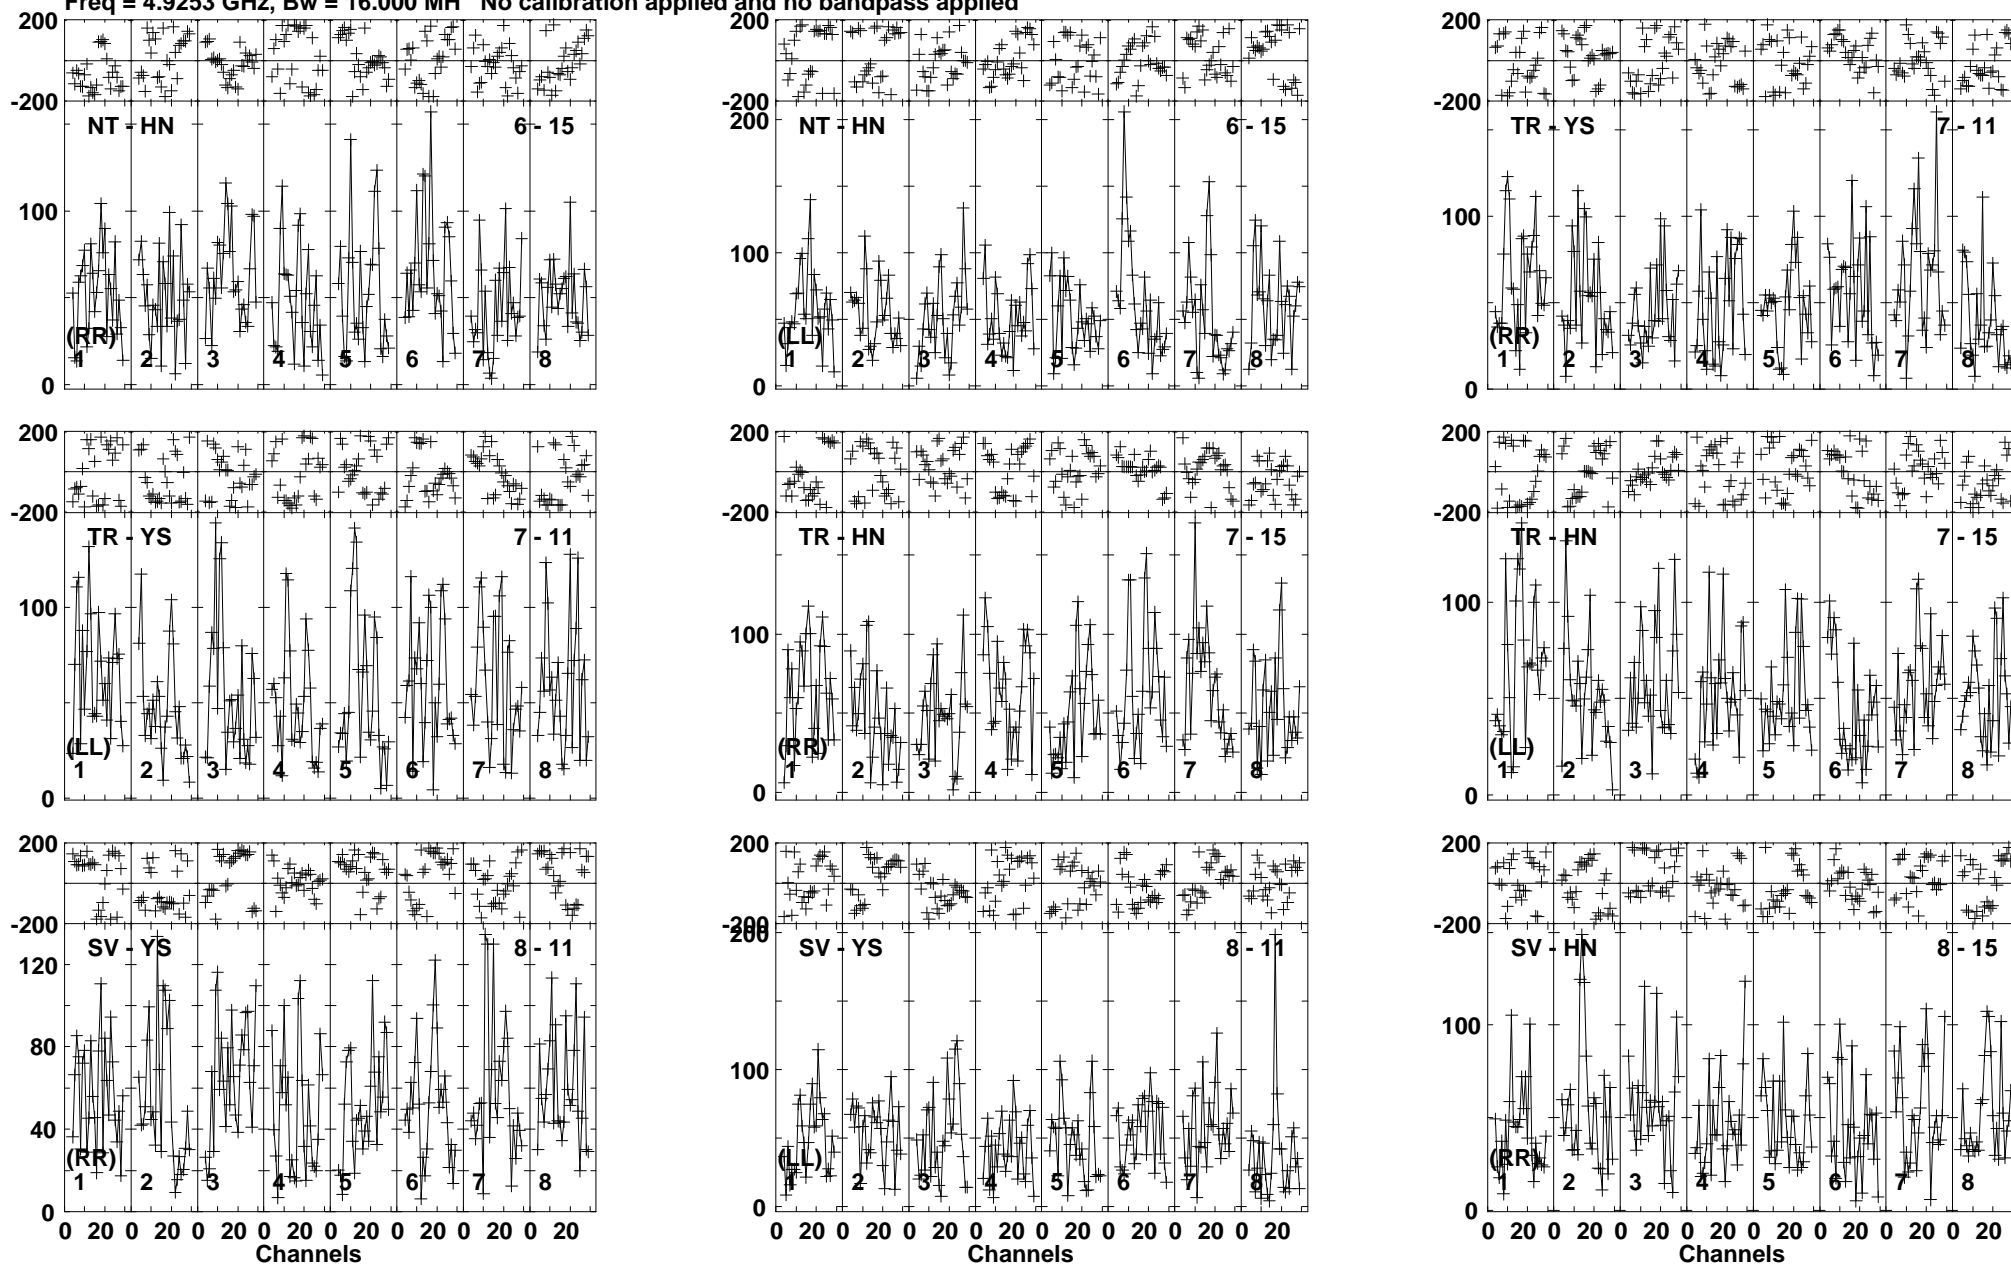 Freq = 4.9253 GHz, Bw = 16.000 MH No calibration applied and no bandpass applied
200 200 200
-200 -200 -200
NT - HN 6 - 15 NT - HN 6 - 15 TR - YS 7 - 11
200
100 100 100
(RR) (LL) (RR)
1 2 3 4 5 6 7 8 1 2 3 4 5 6 7 8 1 2 3 4 5 6 7 8
0 0 0
200 200 200
-200 -200 -200
TR - YS 7 - 11 TR - HN 7 - 15 TR - HN 7 - 15
100 100 100
(LL) (RR) (LL)
1 2 3 4 5 6 7 8 1 2 3 4 5 6 7 8 1 2 3 4 5 6 7 8
0 0 0
200 200 200
-200 -200 -200
200
SV - YS 8 - 11 SV - YS 8 - 11 SV - HN 8 - 15
120
80 100 100
40
(RR) (LL) (RR)
1 2 3 4 5 6 7 8 1 2 3 4 5 6 7 8 1 2 3 4 5 6 7 8
0 0 0
0 20 0 20 0 20 0 20 0 20 0 20 0 20 0 20 0 20 0 20 0 20 0 20 0 20 0 20 0 20 0 20 0 20 0 20 0 20 0 20 0 20 0 20 0 20 0 20
Channels Channels Channels